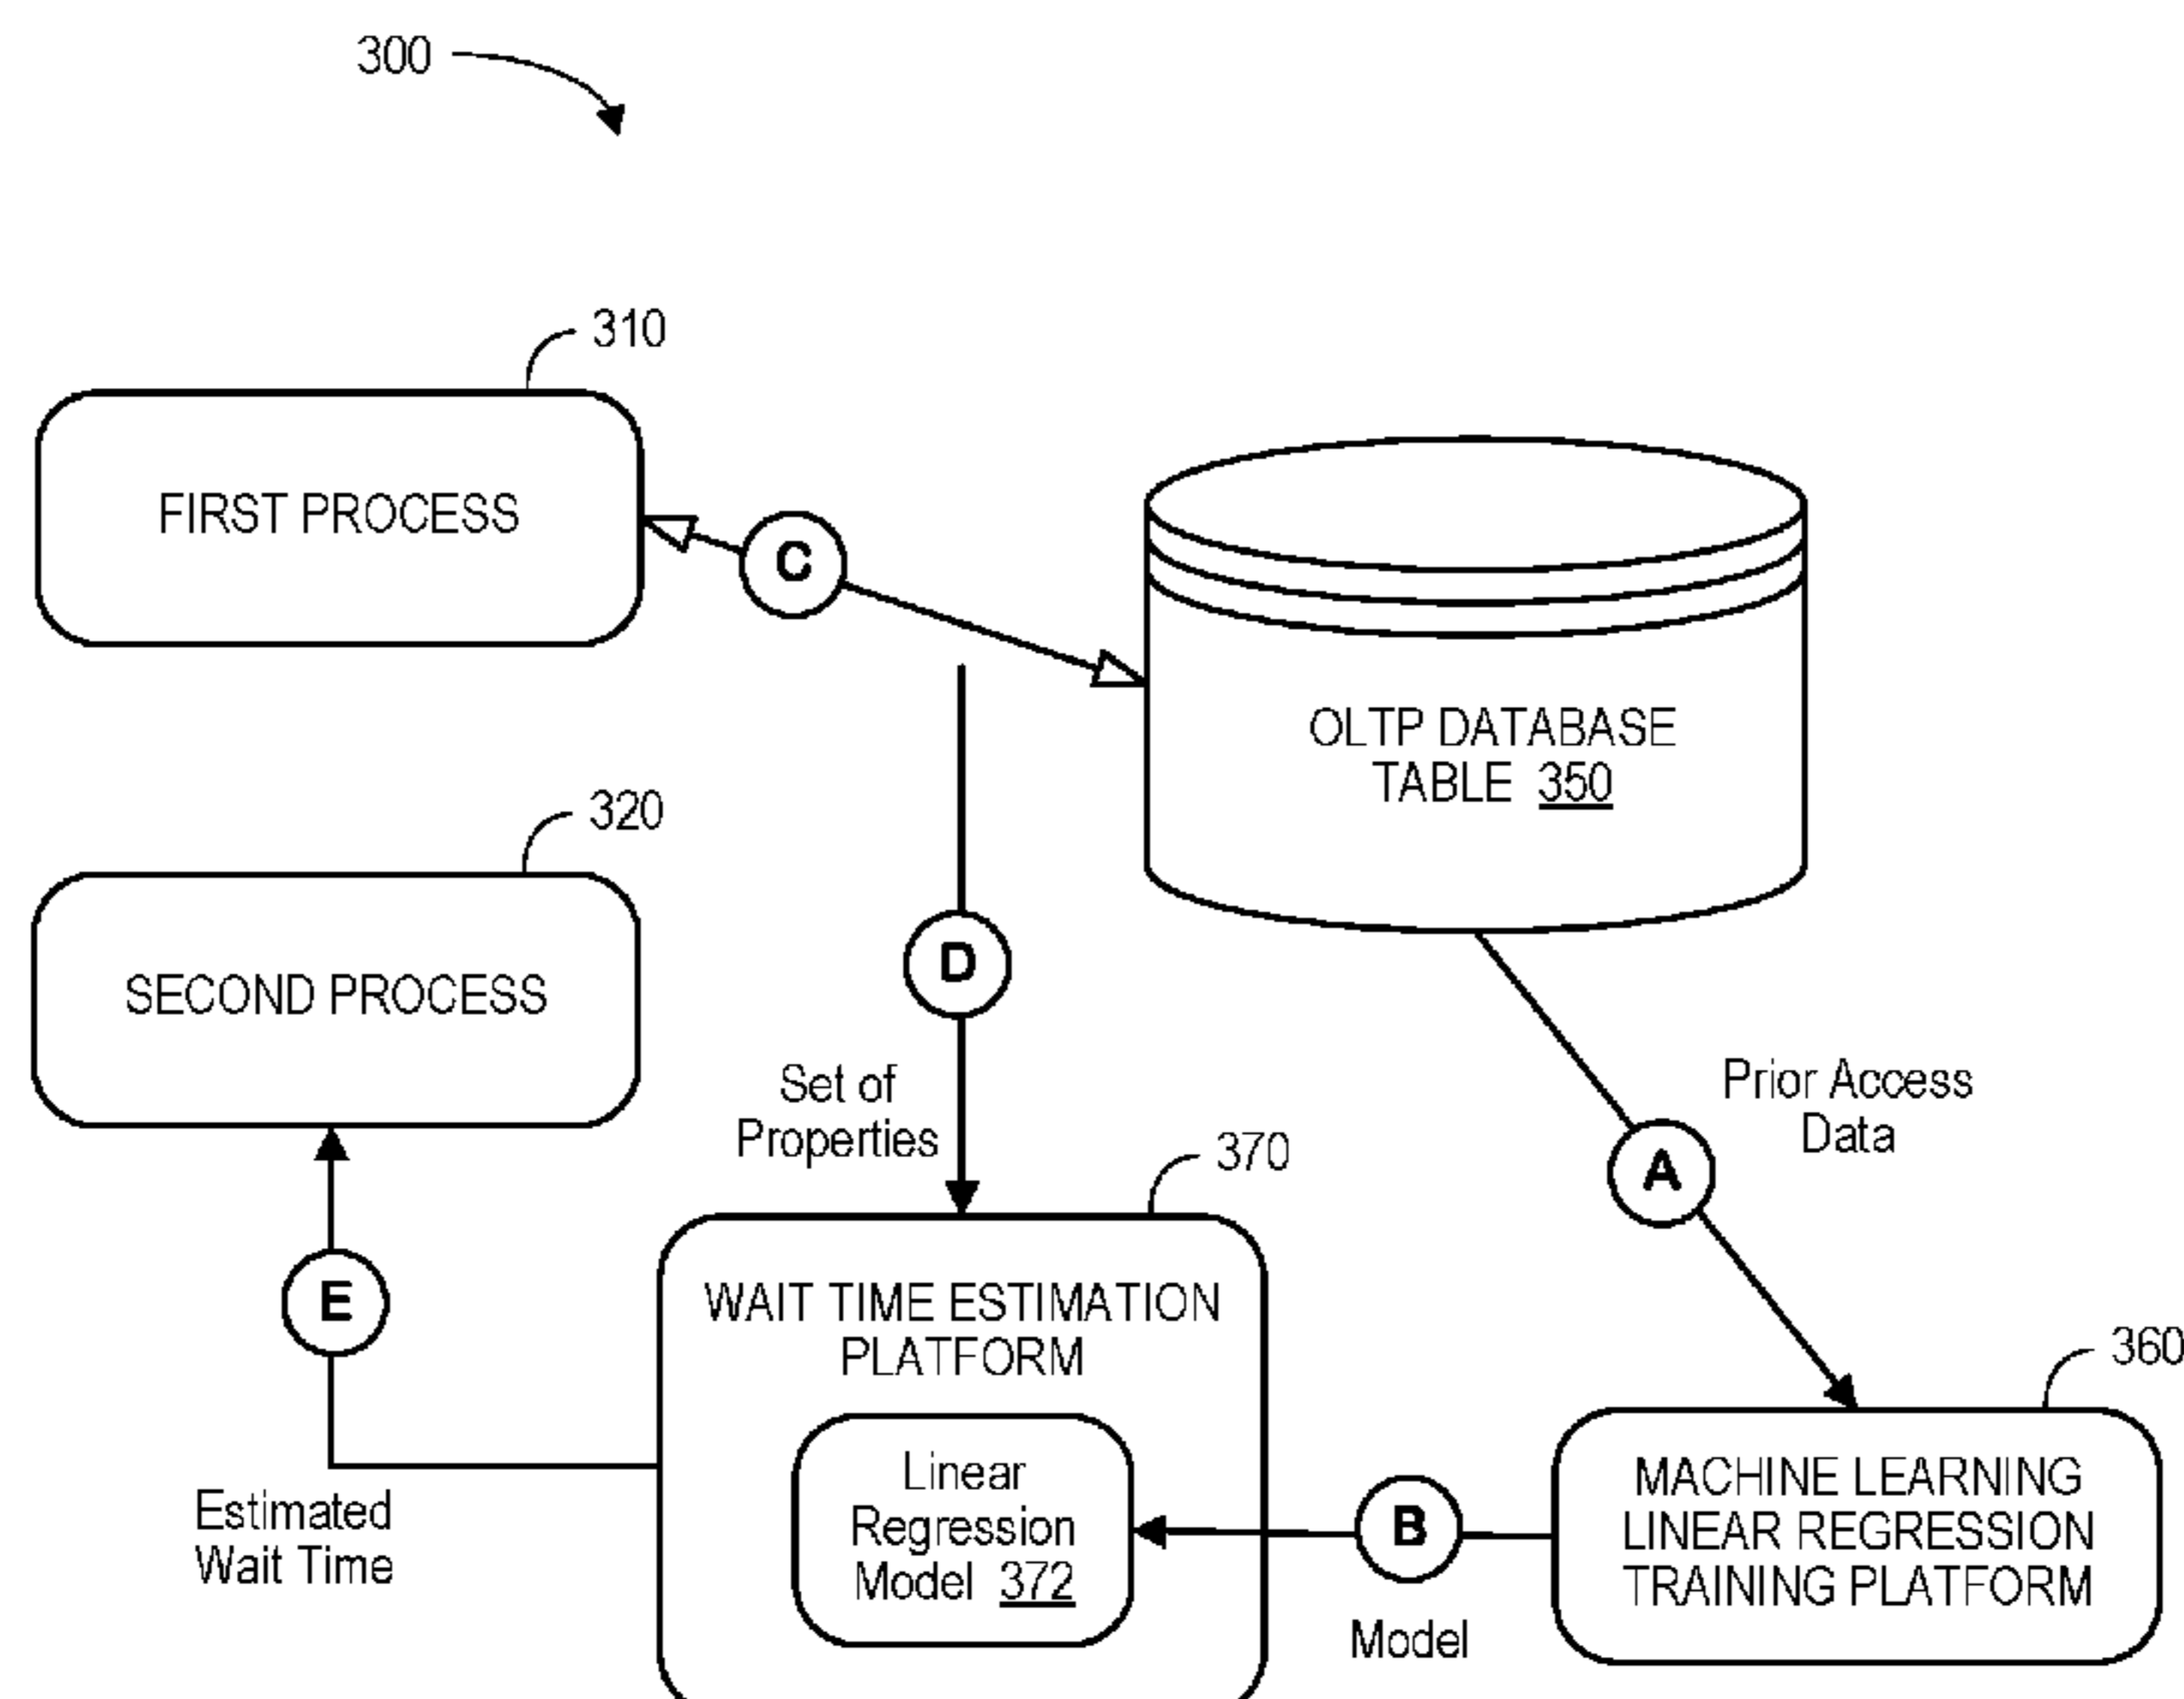 300
310
FIRST PROCESS
C
OLTP DATABASE
TABLE 350
320
SECOND PROCESS
D
Set of
Properties
Prior Access
Data
A
370
WAIT TIME ESTIMATION
PLATFORM
E
Estimated
Wait Time
Linear
Regression
Model 372
B
Model
360
MACHINE LEARNING
LINEAR REGRESSION
TRAINING PLATFORM